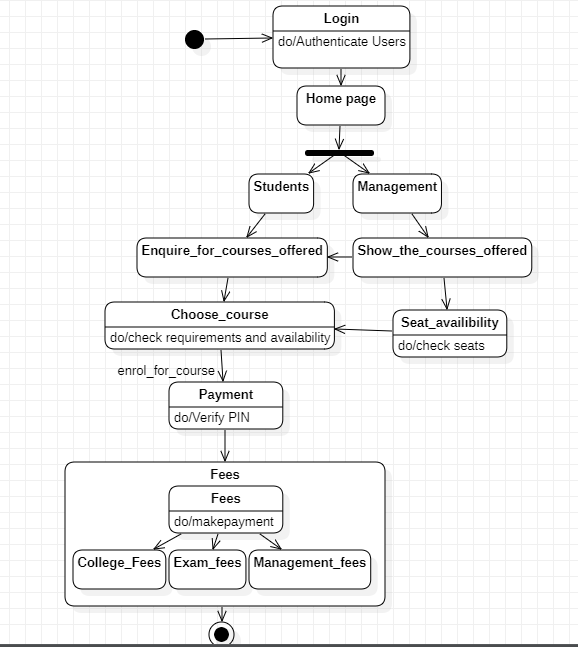 Login
do/Authenticate Users
Home page
Students
Management
Enquire_for_courses_offered
Show_the_courses_offered
Choose_course
do/check requirements and availability
Seat_availibility
do/check seats
enrol_for_course
Payment
do/Verify PIN
Fees
Fees
do/makepayment
College_Fees
Exam_fees
Management_fees